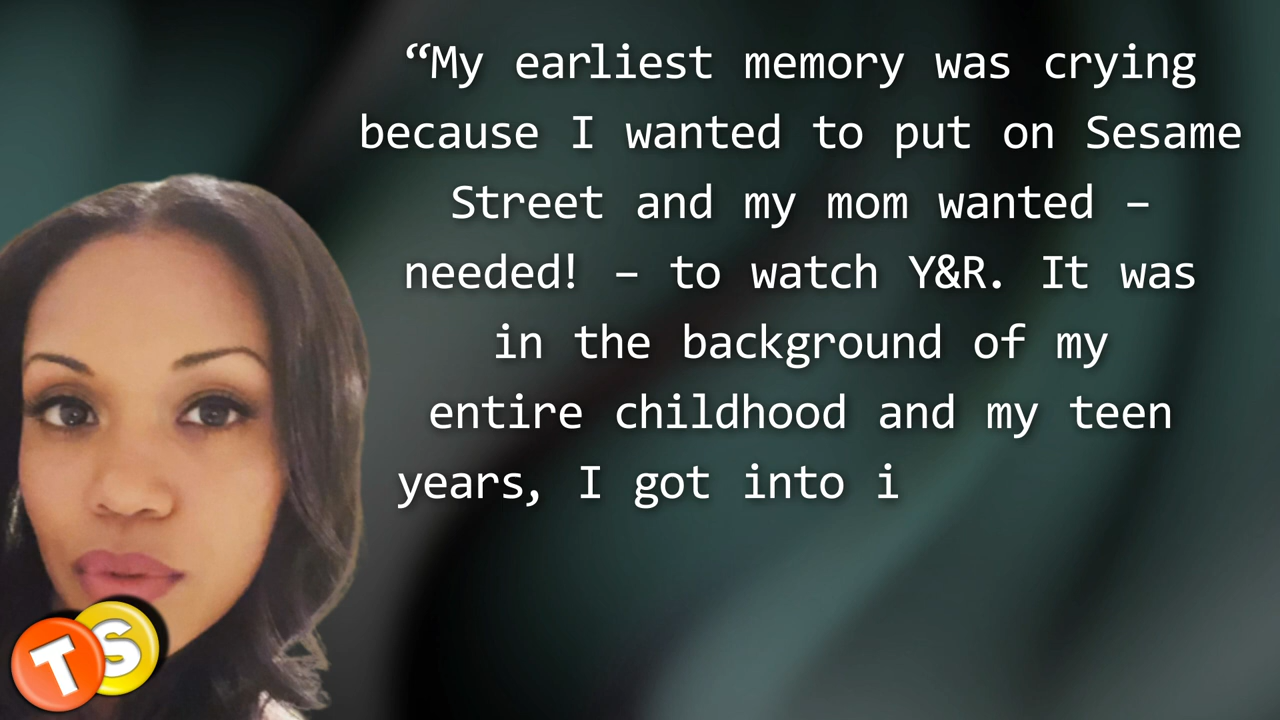 “My earliest memory was crying
because I wanted to put on Sesame
Street and my mom wanted –
needed! – to watch Y&R. It was
in the background of my
entire childhood and my teen
years, I got into i
TS